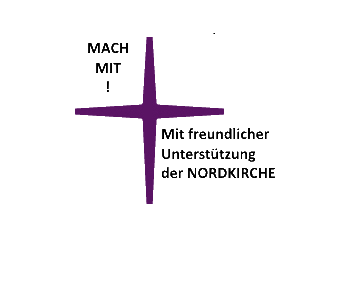 MACH
MIT
!
Mit freundlicher
Unterstützung
der NORDKIRCHE